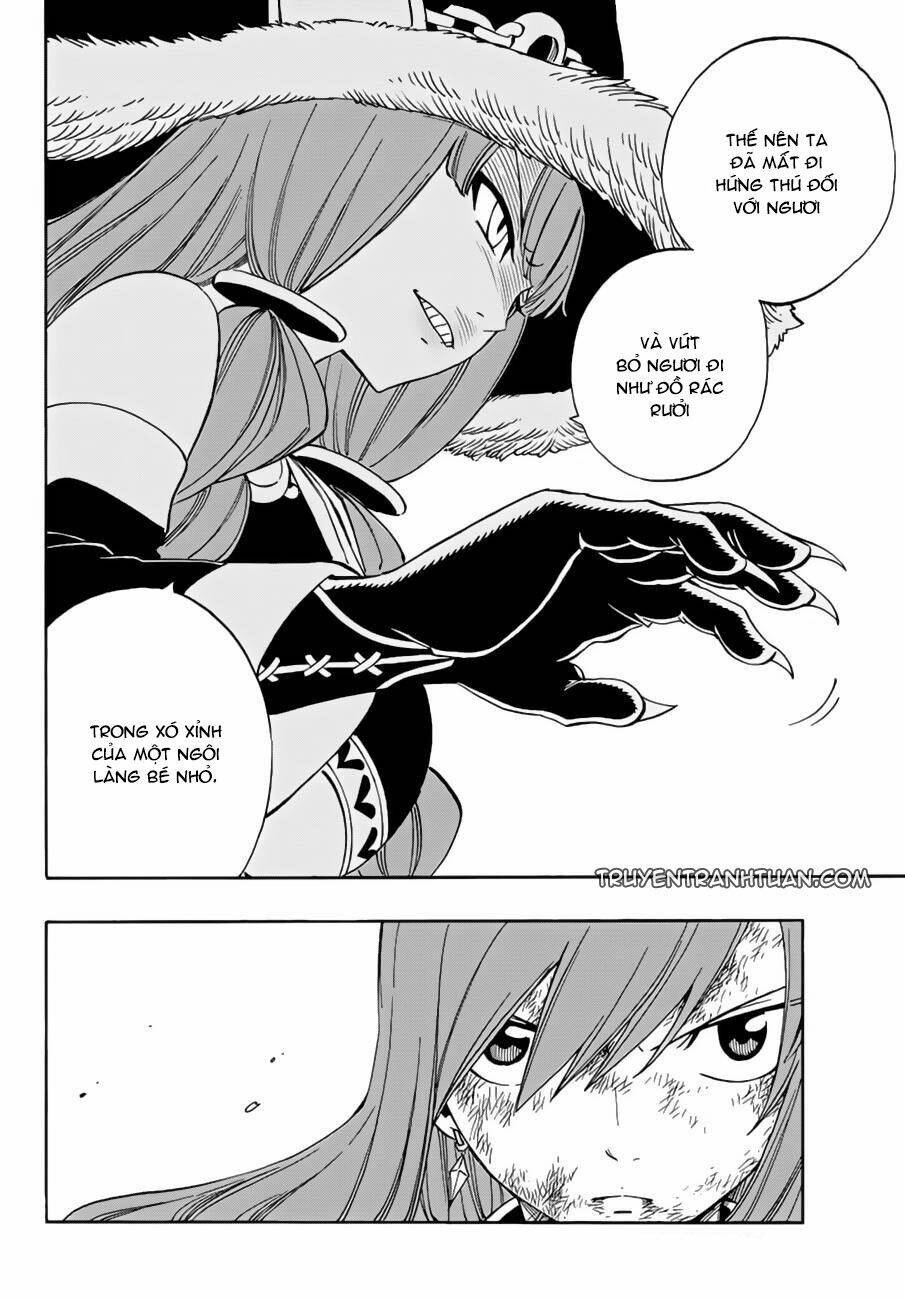 THẾ NÊN TA
ĐÃ MẤT ĐI
HỨNG THÚ ĐỐI
VỚI NGƯƠI
VÀ VỨT
BỎ NGƯƠI ĐI
NHƯ ĐỒ RÁC
RƯỞI
TRONG XÓ XỈNH
CỦA MỘT NGÔI
LÀNG BÉ NHỎ.
TRUYENTRANHTUAN.COM